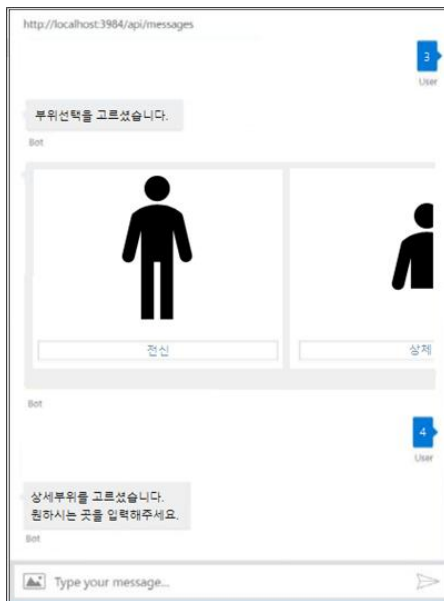 http://localhost:3984/api/messages
3
User
부위선택을 고르셨습니다.
Bot
전신
상체
Bot
4
User
상세부위를 고르셨습니다.
원하시는 곳을 입력해주세요.
Bot
Type your message...